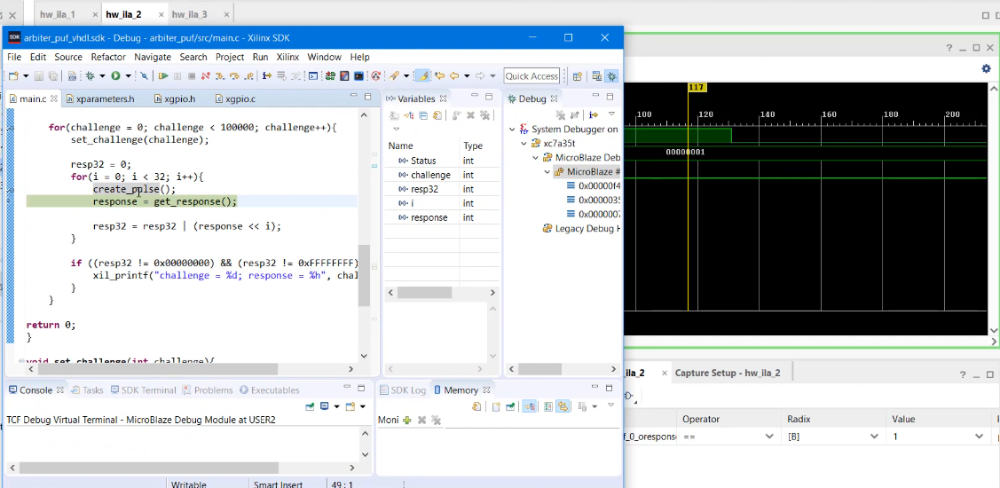 hw_ila_1 × hw_ila_2 × hw_ila_3 ×
SDK arbiter_puf_vhdl.sdk - Debug - arbiter_puf/src/main.c - Xilinx SDK
File Edit Source Refactor Navigate Search Project Run Xilinx Window Help
Quick Access
main.c xparameters.h xgpio.h xgpio.c
for(challenge = 0; challenge < 100000; challenge++){
set_challenge(challenge);
resp32 = 0;
for(i = 0; i < 32; i++){
create_pulse();
response = get_response();
resp32 = resp32 | (response << i);
}
if ((resp32 != 0x00000000) && (resp32 != 0xFFFFFFFF)
xil_printf("challenge = %d; response = %h", chal
}
}
return 0;
}
void set_challenge(int challenge){
Variables
Name Type
Status int
challenge int
resp32 int
i int
response int
Debug
System Debugger on
xc7a35t
MicroBlaze Deb
MicroBlaze #
0x00000f4
0x0000035
0x0000007
Legacy Debug H
117
100 120 140 160 180 200
00000001
Console Tasks SDK Terminal Problems Executables
TCF Debug Virtual Terminal - MicroBlaze Debug Module at USER2
SDK Log Memory
Moni
Writable Smart Insert 49 : 1
_ila_2 × Capture Setup - hw_ila_2
Operator Radix Value
f_0_orespons == [B] 1